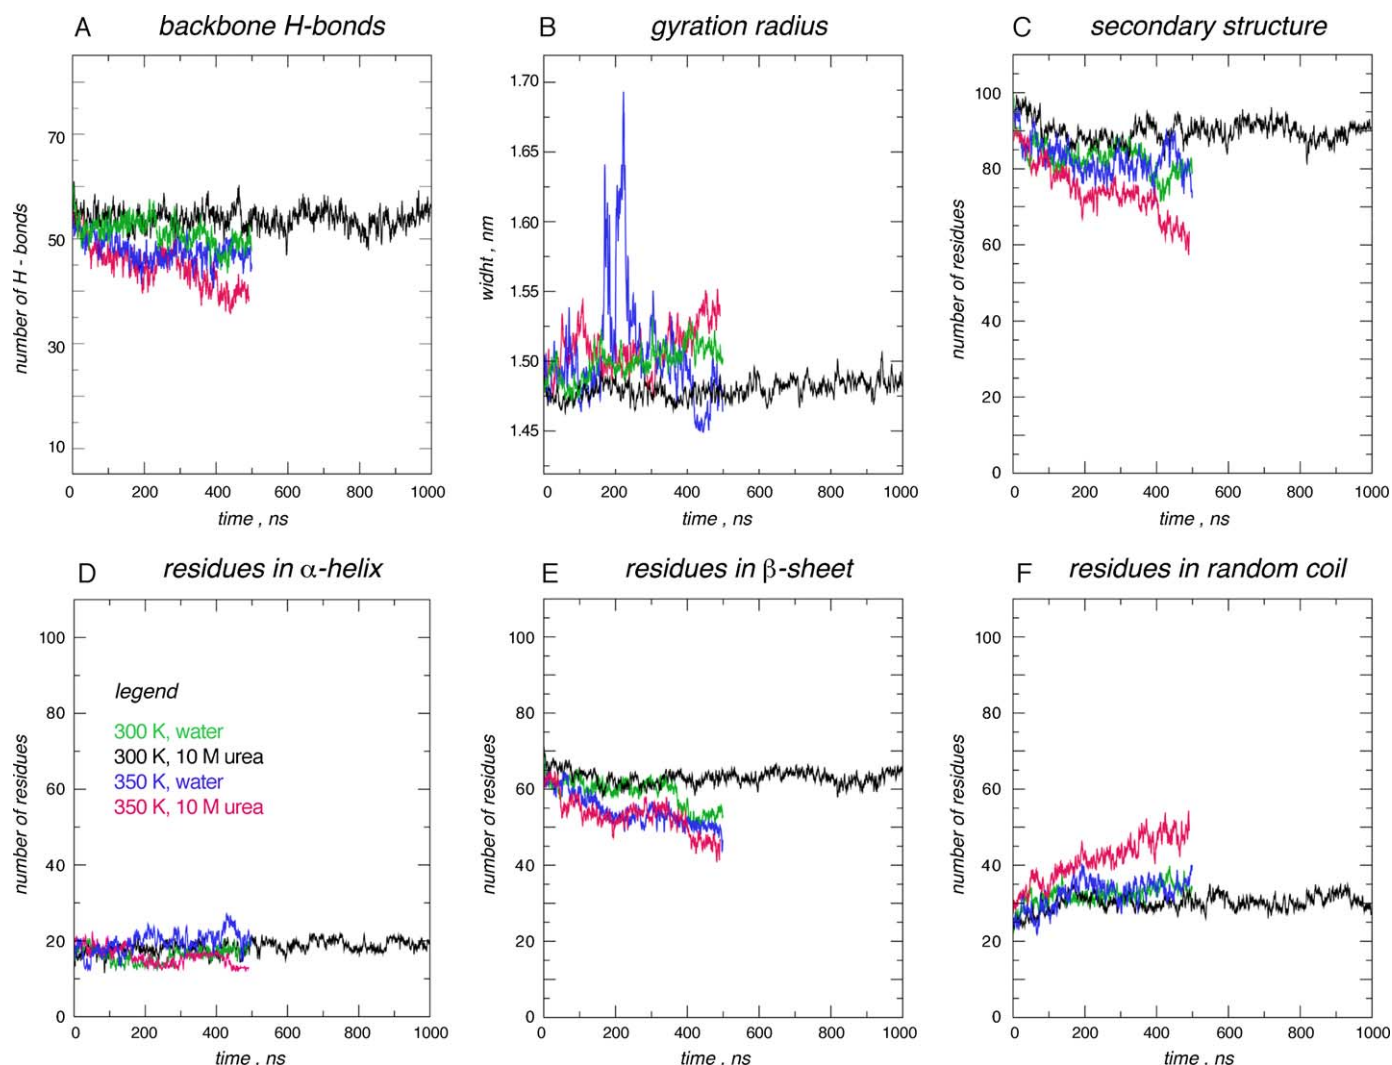 A backbone H-bonds
B gyration radius
C secondary structure
number of H - bonds
70
50
30
10
0 200 400 600 800 1000
time , ns
widht , nm
1.70
1.65
1.60
1.55
1.50
1.45
0 200 400 600 800 1000
time , ns
number of residues
100
80
60
40
20
0
0 200 400 600 800 1000
time , ns
D residues in α-helix
E residues in β-sheet
F residues in random coil
number of residues
100
80
60
40
20
0
legend
300 K, water
300 K, 10 M urea
350 K, water
350 K, 10 M urea
0 200 400 600 800 1000
time , ns
number of residues
100
80
60
40
20
0
0 200 400 600 800 1000
time , ns
number of residues
100
80
60
40
20
0
0 200 400 600 800 1000
time , ns